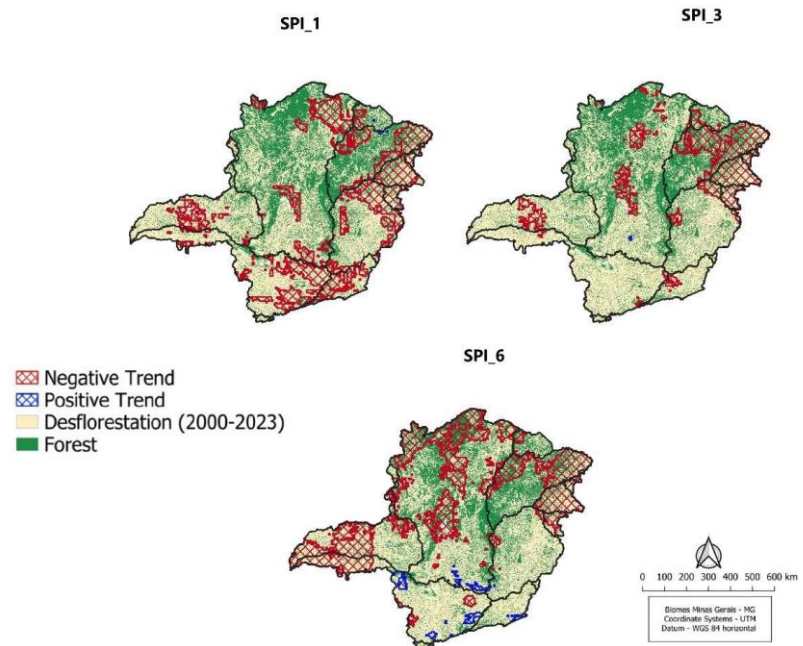 SPI_1
SPI_3
SPI_6
Negative Trend
Positive Trend
Desflorestation (2000-2023)
Forest
0 100 200 300 400 500 600 km
Biomes Minas Gerais - MG
Coordinate Systems - UTM
Datum - WGS 84 horizontal